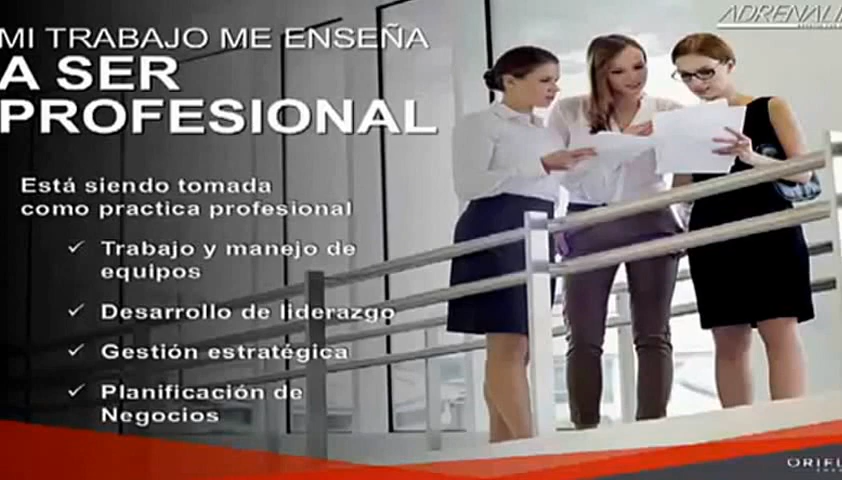 MI TRABAJO ME ENSEÑA
A SER
PROFESIONAL
Está siendo tomada
como practica profesional
✓ Trabajo y manejo de
equipos
✓ Desarrollo de liderazgo
✓ Gestión estratégica
✓ Planificación de
Negocios